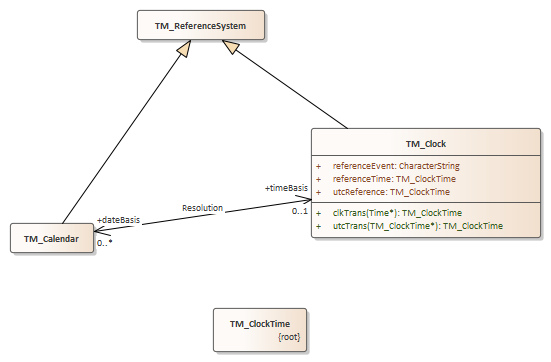 TM_ReferenceSystem
TM_Clock
+ referenceEvent: CharacterString
+ referenceTime: TM_ClockTime
+ utcReference: TM_ClockTime
+ clkTrans(Time*): TM_ClockTime
+ utcTrans(TM_ClockTime*): TM_ClockTime
+timeBasis
Resolution
0..1
+dateBasis
TM_Calendar
0..*
TM_ClockTime
{root}